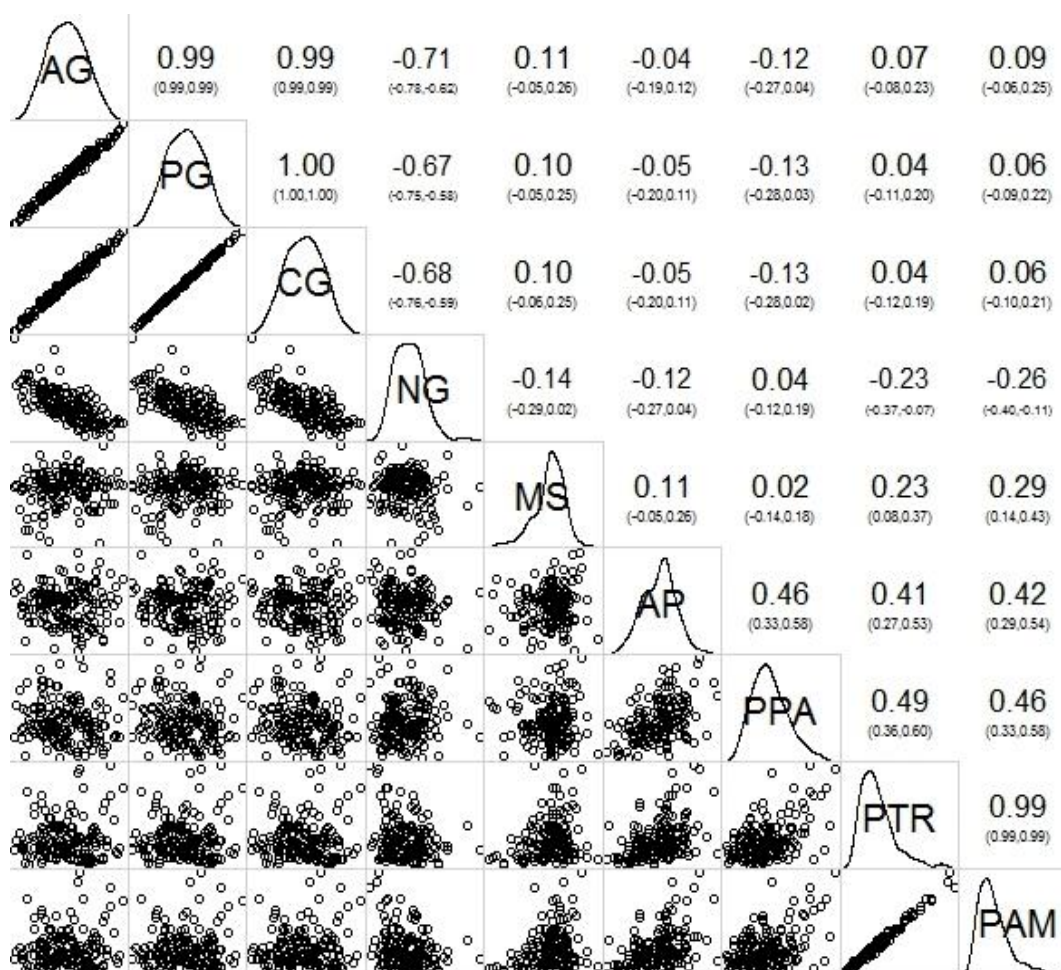 AG 0.99 0.99 -0.71 0.11 -0.04 -0.12 0.07 0.09
(0.99,0.99) (0.99,0.99) (-0.78,-0.62) (-0.05,0.26) (-0.19,0.12) (-0.27,0.04) (-0.08,0.23) (-0.06,0.25)
PG 1.00 -0.67 0.10 -0.05 -0.13 0.04 0.06
(1.00,1.00) (-0.75,-0.58) (-0.05,0.25) (-0.20,0.11) (-0.28,0.03) (-0.11,0.20) (-0.09,0.22)
CG -0.68 0.10 -0.05 -0.13 0.04 0.06
(-0.76,-0.59) (-0.06,0.25) (-0.20,0.11) (-0.28,0.02) (-0.12,0.19) (-0.10,0.21)
NG -0.14 -0.12 0.04 -0.23 -0.26
(-0.29,0.02) (-0.27,0.04) (-0.12,0.19) (-0.37,-0.07) (-0.40,-0.11)
MS 0.11 0.02 0.23 0.29
(-0.05,0.26) (-0.14,0.18) (0.08,0.37) (0.14,0.43)
AP 0.46 0.41 0.42
(0.33,0.58) (0.27,0.53) (0.29,0.54)
PPA 0.49 0.46
(0.36,0.60) (0.33,0.58)
PTR 0.99
(0.99,0.99)
PAM